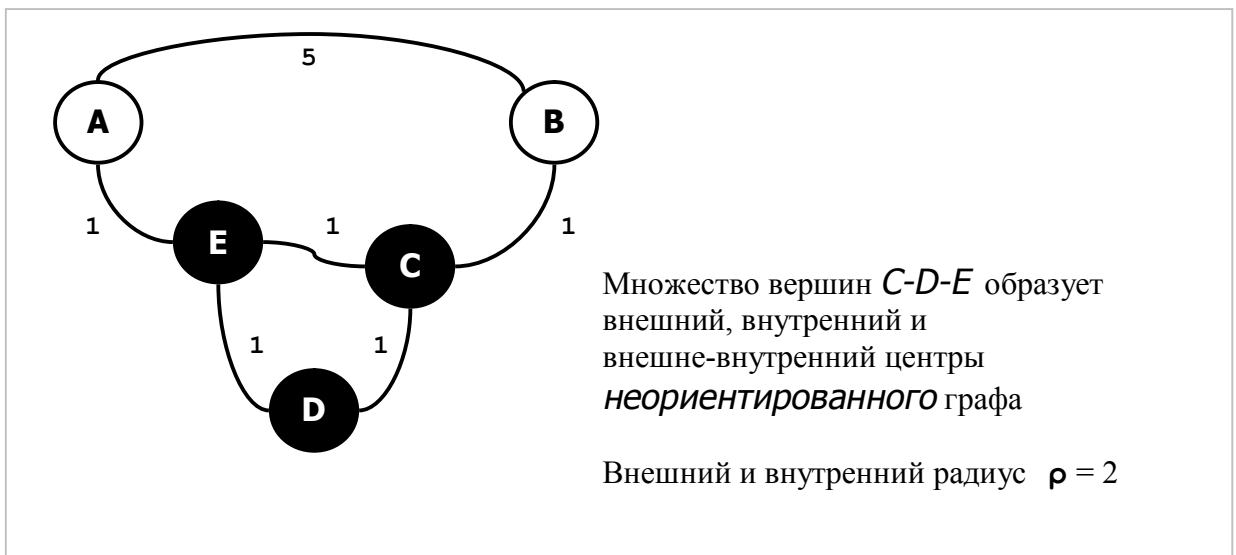 5
A
B
1
1
1
E
C
Множество вершин C-D-E образует
внешний, внутренний и
1
1
внешне-внутренний центры
неориентированного графа
D
Внешний и внутренний радиус ρ = 2